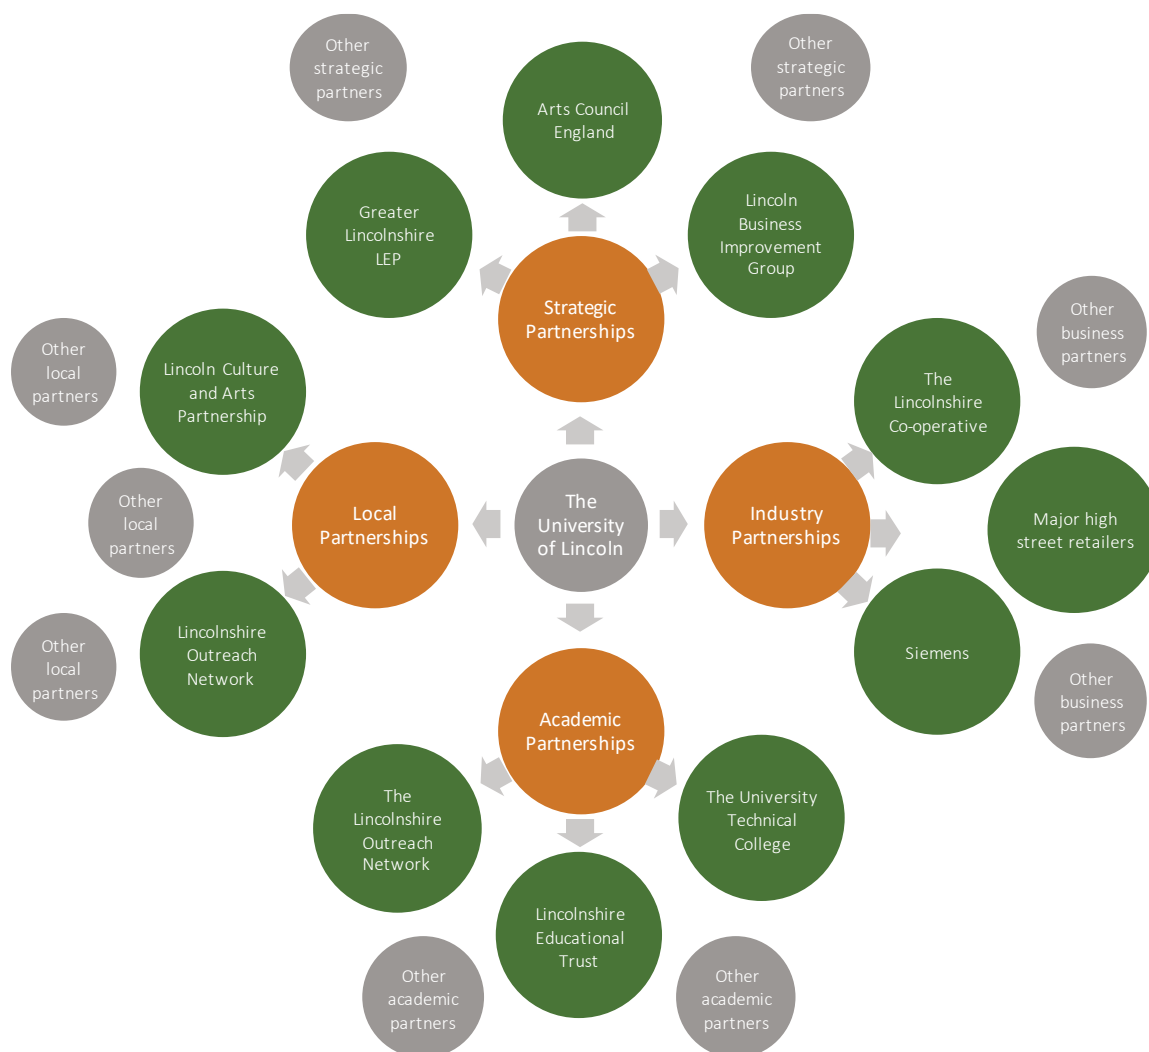 Other
strategic
partners
Other
strategic
partners
Arts Council
England
Greater
Lincolnshire
LEP
Lincoln
Business
Improvement
Group
Strategic
Partnerships
Other
local
partners
Lincoln Culture
and Arts
Partnership
Other
business
partners
The
Lincolnshire
Co-operative
Other
local
partners
Local
Partnerships
The
University
of Lincoln
Industry
Partnerships
Major high
street retailers
Other
local
partners
Lincolnshire
Outreach
Network
Siemens
Other
business
partners
Academic
Partnerships
The
Lincolnshire
Outreach
Network
The University
Technical
College
Lincolnshire
Educational
Trust
Other
academic
partners
Other
academic
partners